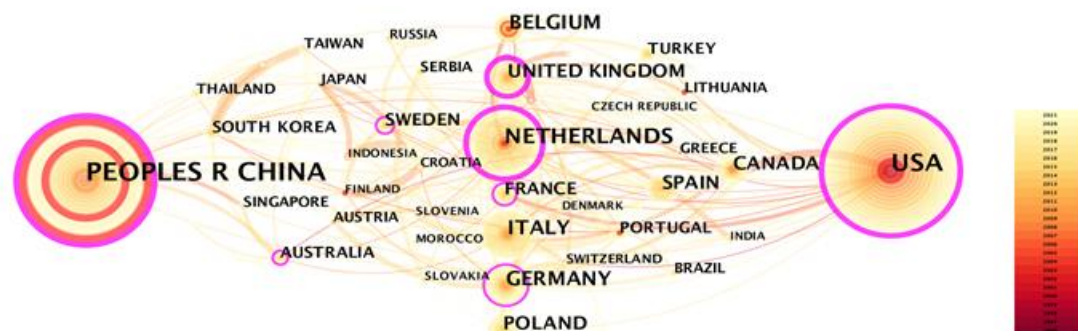 BELGIUM
RUSSIA
TAIWAN
TURKEY
SERBIA
UNITED KINGDOM
JAPAN
THAILAND
LITHUANIA
CZECH REPUBLIC
SWEDEN
SOUTH KOREA
NETHERLANDS
GREECE
INDONESIA
CROATIA
CANADA
USA
PEOPLES R CHINA
SPAIN
FINLAND
FRANCE
SINGAPORE
DENMARK
SLOVENIA
AUSTRIA
ITALY
PORTUGAL
INDIA
MOROCCO
AUSTRALIA
SWITZERLAND
BRAZIL
SLOVAKIA
GERMANY
POLAND